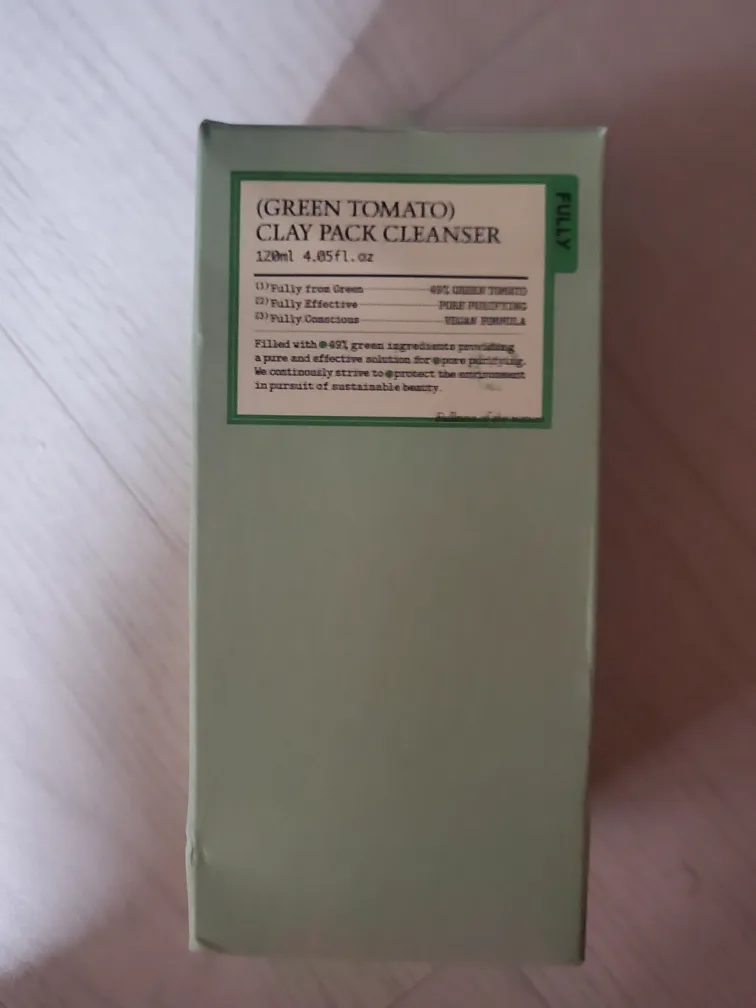 (GREEN TOMATO)
CLAY PACK CLEANSER
120ml 4.05fl.oz
FULLY
(1) Fully from Green 49% GREEN TOMATO
(2) Fully Effective PORE PURIFYING
(3) Fully Conscious VEGAN FORMULA
Filled with 49% green ingredients providing
a pure and effective solution for pore purifying.
We continously strive to protect the environment
in pursuit of sustainable beauty.